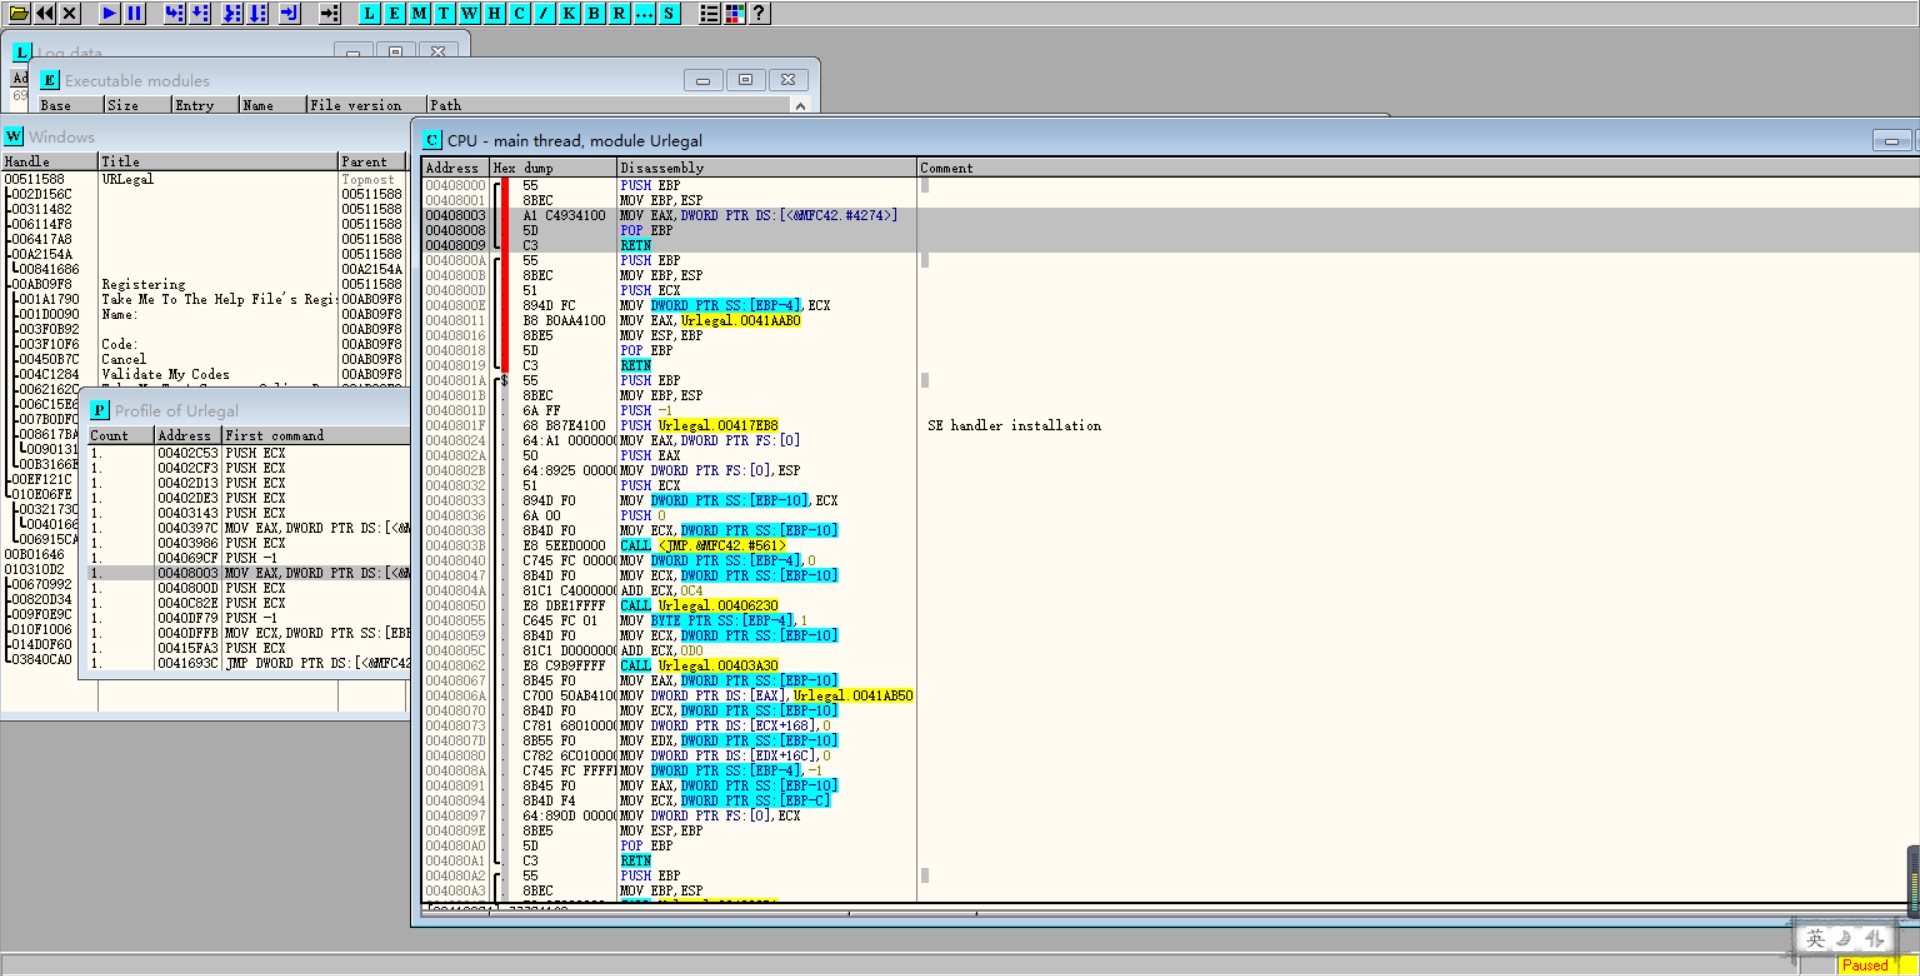 L E M T W H C / K B R ... S ?
L Log data
Ad
69
E Executable modules
Base Size Entry Name File version Path
W Windows
Handle Title Parent
00511588 URLegal Topmost
002D156C 00511588
00311482 00511588
006114F8 00511588
006417A8 00511588
00A2154A 00511588
00841686 00A2154A
00AB09F8 Registering 00511588
001A1790 Take Me To The Help File's Regi: 00AB09F8
001D0090 Name: 00AB09F8
003F0B92 00AB09F8
003F10F6 Code: 00AB09F8
00450B7C Cancel 00AB09F8
004C1284 Validate My Codes 00AB09F8
0062162C
006C15E6
007B0DFC
008617BA
0090131
00B3166E
00EF121C
010E06FE
0032173C
0040166
006915CA
00B01646
010310D2
00670992
00820D34
009F0E9C
010F1006
014D0F60
03840CA0
P Profile of Urlegal
Count Address First command
1. 00402C53 PUSH ECX
1. 00402CF3 PUSH ECX
1. 00402D13 PUSH ECX
1. 00402DE3 PUSH ECX
1. 00403143 PUSH ECX
1. 0040397C MOV EAX,DWORD PTR DS:[<&M
1. 00403986 PUSH ECX
1. 004069CF PUSH -1
1. 00408003 MOV EAX,DWORD PTR DS:[<&M
1. 0040800D PUSH ECX
1. 0040C82E PUSH ECX
1. 0040DF79 PUSH -1
1. 0040DFFB MOV ECX,DWORD PTR SS:[EBP
1. 00415FA3 PUSH ECX
1. 0041693C JMP DWORD PTR DS:[<&MFC42
C CPU - main thread, module Urlegal
Address Hex dump Disassembly Comment
00408000 55 PUSH EBP
00408001 8BEC MOV EBP,ESP
00408003 A1 C4934100 MOV EAX,DWORD PTR DS:[<&MFC42.#4274>]
00408008 5D POP EBP
00408009 C3 RETN
0040800A 55 PUSH EBP
0040800B 8BEC MOV EBP,ESP
0040800D 51 PUSH ECX
0040800E 894D FC MOV DWORD PTR SS:[EBP-4],ECX
00408011 B8 B0AA4100 MOV EAX,Urlegal.0041AAB0
00408016 8BE5 MOV ESP,EBP
00408018 5D POP EBP
00408019 C3 RETN
0040801A $ 55 PUSH EBP
0040801B . 8BEC MOV EBP,ESP
0040801D . 6A FF PUSH -1
0040801F . 68 B87E4100 PUSH Urlegal.00417EB8 SE handler installation
00408024 . 64:A1 0000000( MOV EAX,DWORD PTR FS:[0]
0040802A . 50 PUSH EAX
0040802B . 64:8925 00000 MOV DWORD PTR FS:[0],ESP
00408032 . 51 PUSH ECX
00408033 . 894D F0 MOV DWORD PTR SS:[EBP-10],ECX
00408036 . 6A 00 PUSH 0
00408038 . 8B4D F0 MOV ECX,DWORD PTR SS:[EBP-10]
0040803B . E8 5EED0000 CALL <JMP.&MFC42.#561>
00408040 . C745 FC 00000 MOV DWORD PTR SS:[EBP-4],0
00408047 . 8B4D F0 MOV ECX,DWORD PTR SS:[EBP-10]
0040804A . 81C1 C4000000 ADD ECX,0C4
00408050 . E8 DBE1FFFF CALL Urlegal.00406230
00408055 . C645 FC 01 MOV BYTE PTR SS:[EBP-4],1
00408059 . 8B4D F0 MOV ECX,DWORD PTR SS:[EBP-10]
0040805C . 81C1 D0000000 ADD ECX,0D0
00408062 . E8 C9B9FFFF CALL Urlegal.00403A30
00408067 . 8B45 F0 MOV EAX,DWORD PTR SS:[EBP-10]
0040806A . C700 50AB4100 MOV DWORD PTR DS:[EAX],Urlegal.0041AB50
00408070 . 8B4D F0 MOV ECX,DWORD PTR SS:[EBP-10]
00408073 . C781 68010000 MOV DWORD PTR DS:[ECX+168],0
0040807D . 8B55 F0 MOV EDX,DWORD PTR SS:[EBP-10]
00408080 . C782 6C010000 MOV DWORD PTR DS:[EDX+16C],0
0040808A . C745 FC FFFFI MOV DWORD PTR SS:[EBP-4],-1
00408091 . 8B45 F0 MOV EAX,DWORD PTR SS:[EBP-10]
00408094 . 8B4D F4 MOV ECX,DWORD PTR SS:[EBP-C]
00408097 . 64:890D 00000 MOV DWORD PTR FS:[0],ECX
0040809E . 8BE5 MOV ESP,EBP
004080A0 . 5D POP EBP
004080A1 . C3 RETN
004080A2 . 55 PUSH EBP
004080A3 . 8BEC MOV EBP,ESP
英
Paused